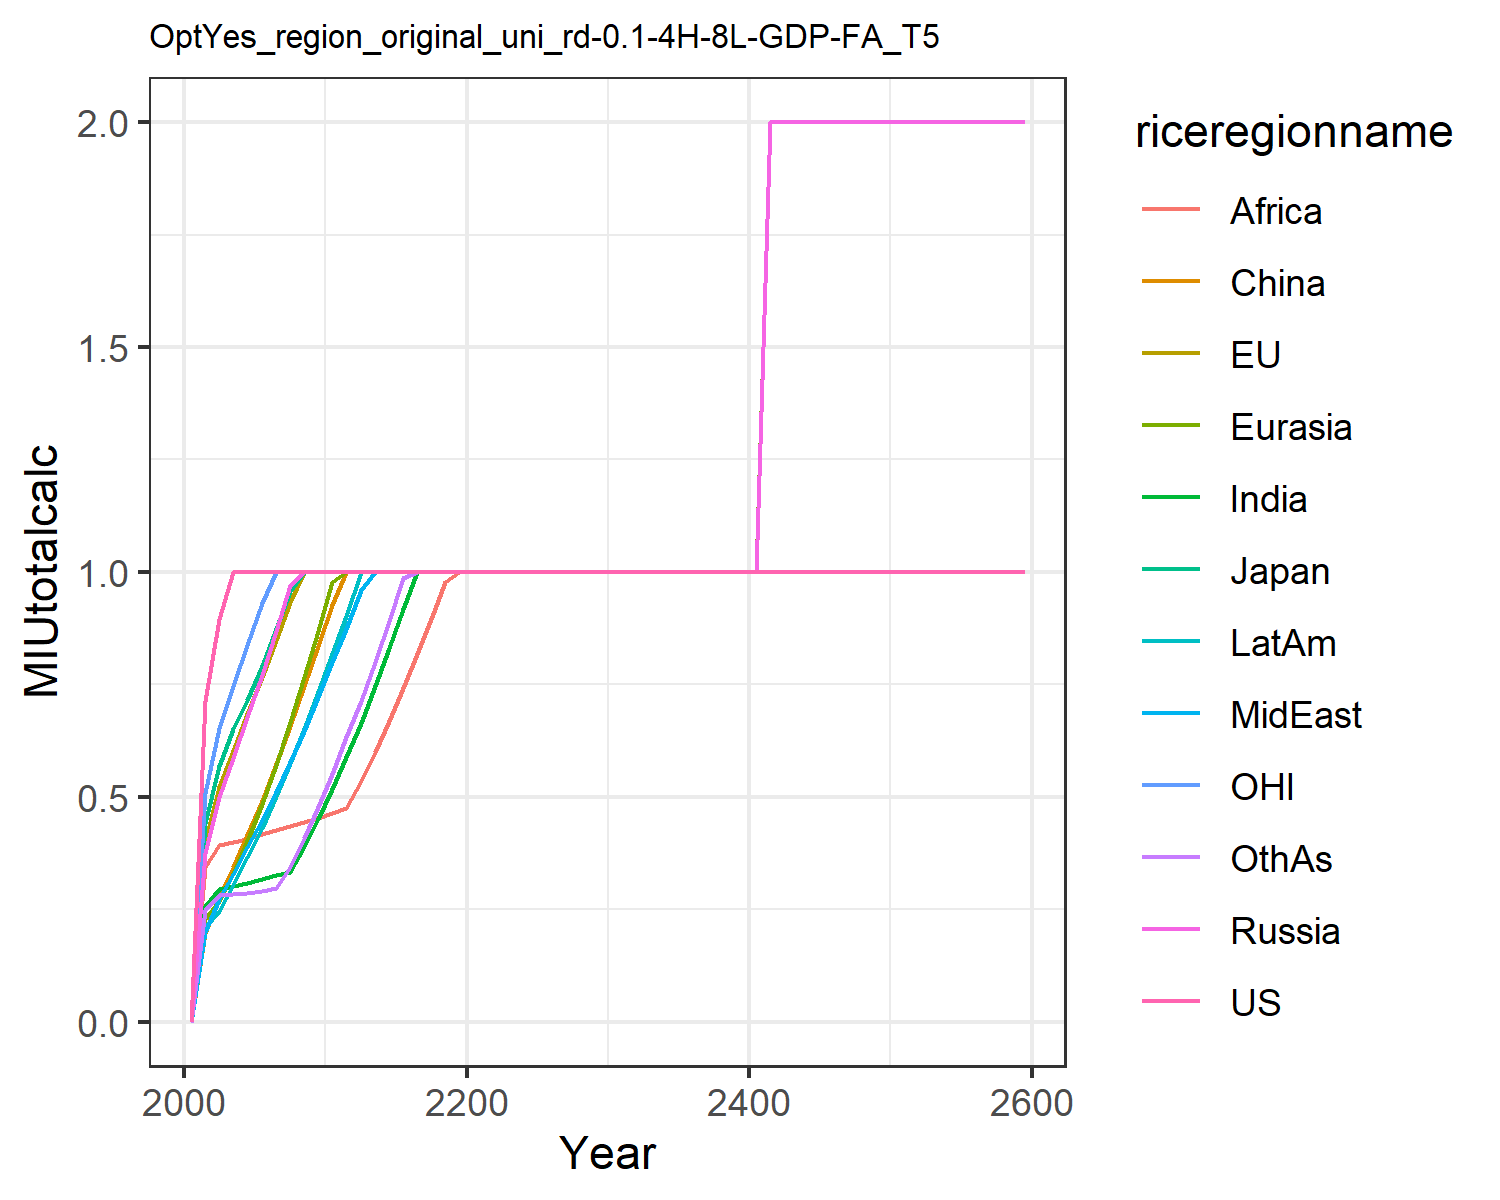 OptYes_region_original_uni_rd-0.1-4H-8L-GDP-FA_T5
2.0
1.5
1.0
0.5
0.0
MIUtotalcalc
2000
2200
2400
2600
Year
riceregionname
Africa
China
EU
Eurasia
India
Japan
LatAm
MidEast
OHI
OthAs
Russia
US